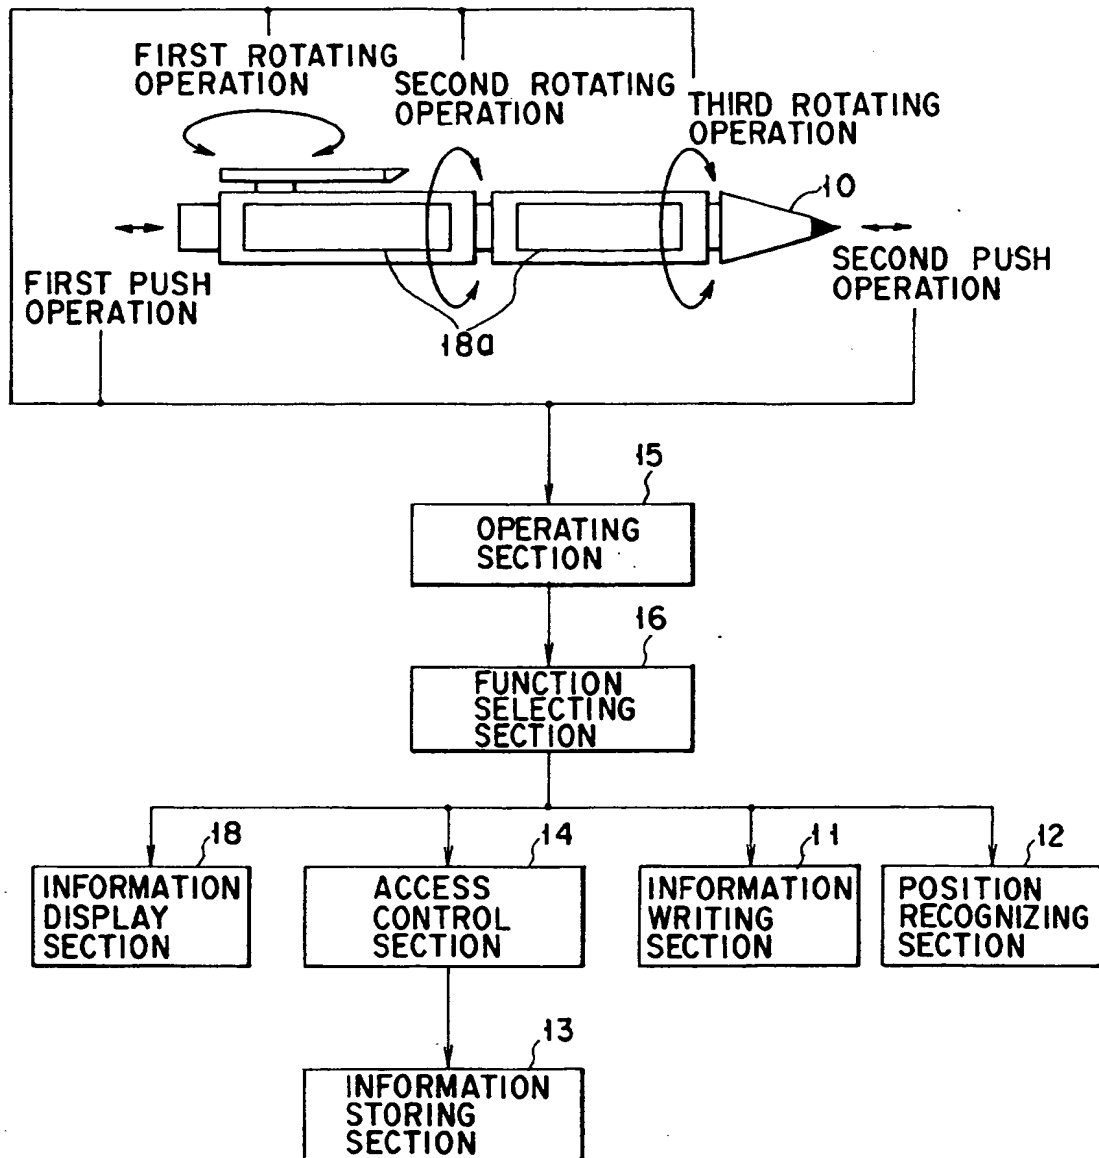 FIRST ROTATING
OPERATION
SECOND ROTATING
OPERATION
THIRD ROTATING
OPERATION
10
FIRST PUSH
OPERATION
18a
SECOND PUSH
OPERATION
15
OPERATING
SECTION
16
FUNCTION
SELECTING
SECTION
18
INFORMATION
DISPLAY
SECTION
14
ACCESS
CONTROL
SECTION
11
INFORMATION
WRITING
SECTION
12
POSITION
RECOGNIZING
SECTION
13
INFORMATION
STORING
SECTION